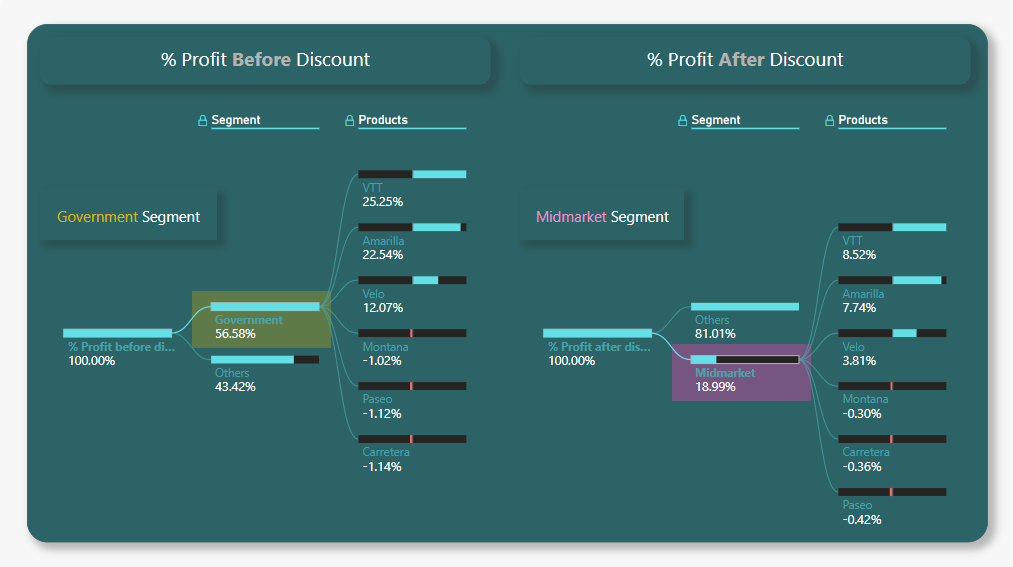 % Profit Before Discount
Segment
Products
Government Segment
VTT
25.25%
Amarilla
22.54%
Velo
12.07%
Government
56.58%
% Profit before di...
100.00%
Montana
-1.02%
Others
43.42%
Paseo
-1.12%
Carretera
-1.14%
% Profit After Discount
Segment
Products
Midmarket Segment
VTT
8.52%
Amarilla
7.74%
Others
81.01%
% Profit after dis...
100.00%
Velo
3.81%
Midmarket
18.99%
Montana
-0.30%
Carretera
-0.36%
Paseo
-0.42%